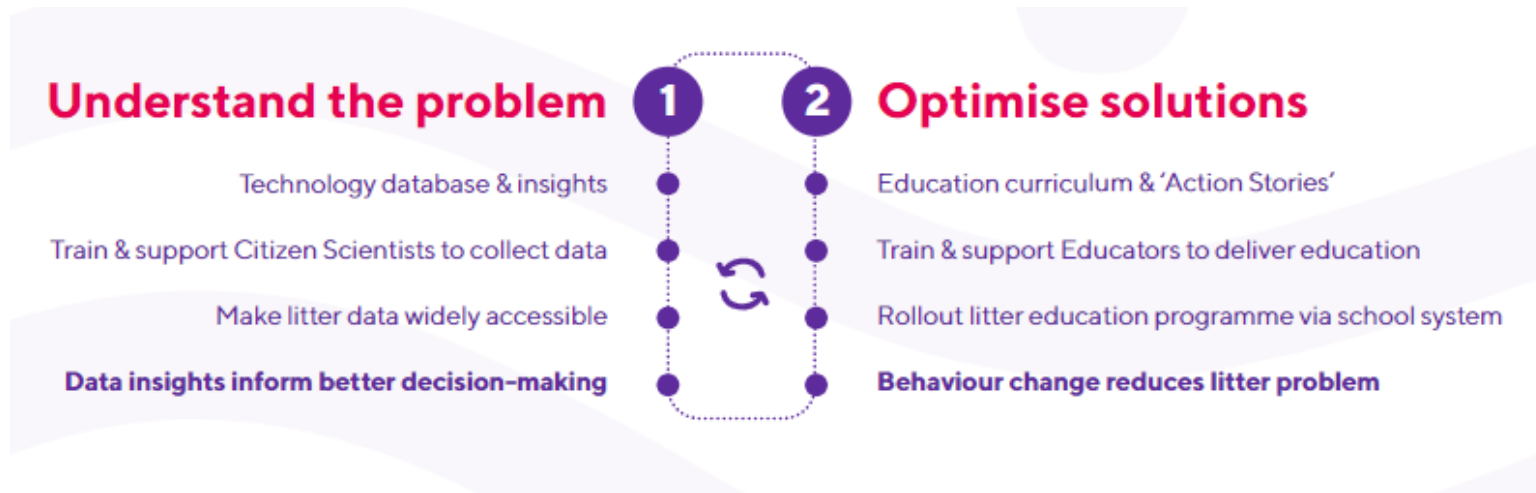 Understand the problem
1
Technology database & insights
Train & support Citizen Scientists to collect data
Make litter data widely accessible
Data insights inform better decision-making
2
Optimise solutions
Education curriculum & ‘Action Stories’
Train & support Educators to deliver education
Rollout litter education programme via school system
Behaviour change reduces litter problem